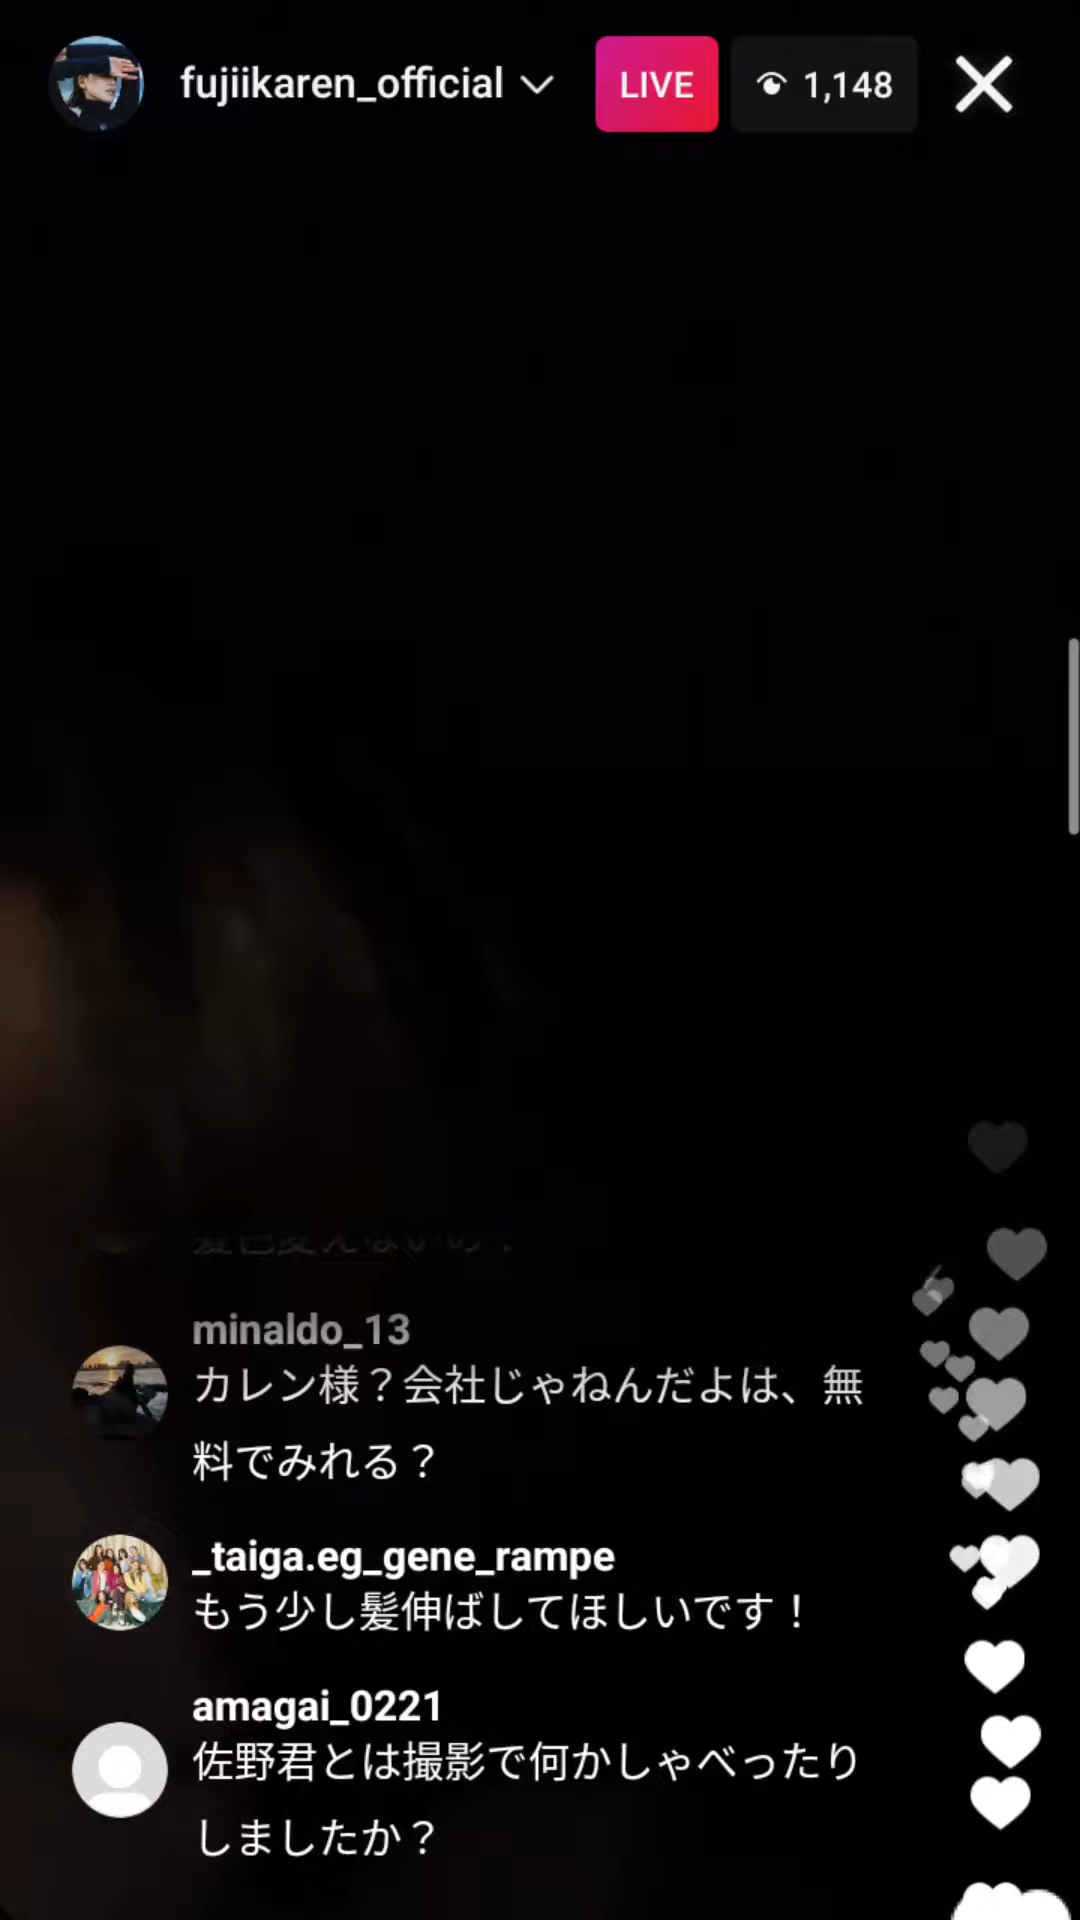 fujiikaren_official
LIVE
1,148
minaldo_13
カレン様？会社じゃねんだよは、無
料でみれる？
_taiga.eg_gene_rampe
もう少し髪伸ばしてほしいです！
amagai_0221
佐野君とは撮影で何かしゃべったり
しましたか？